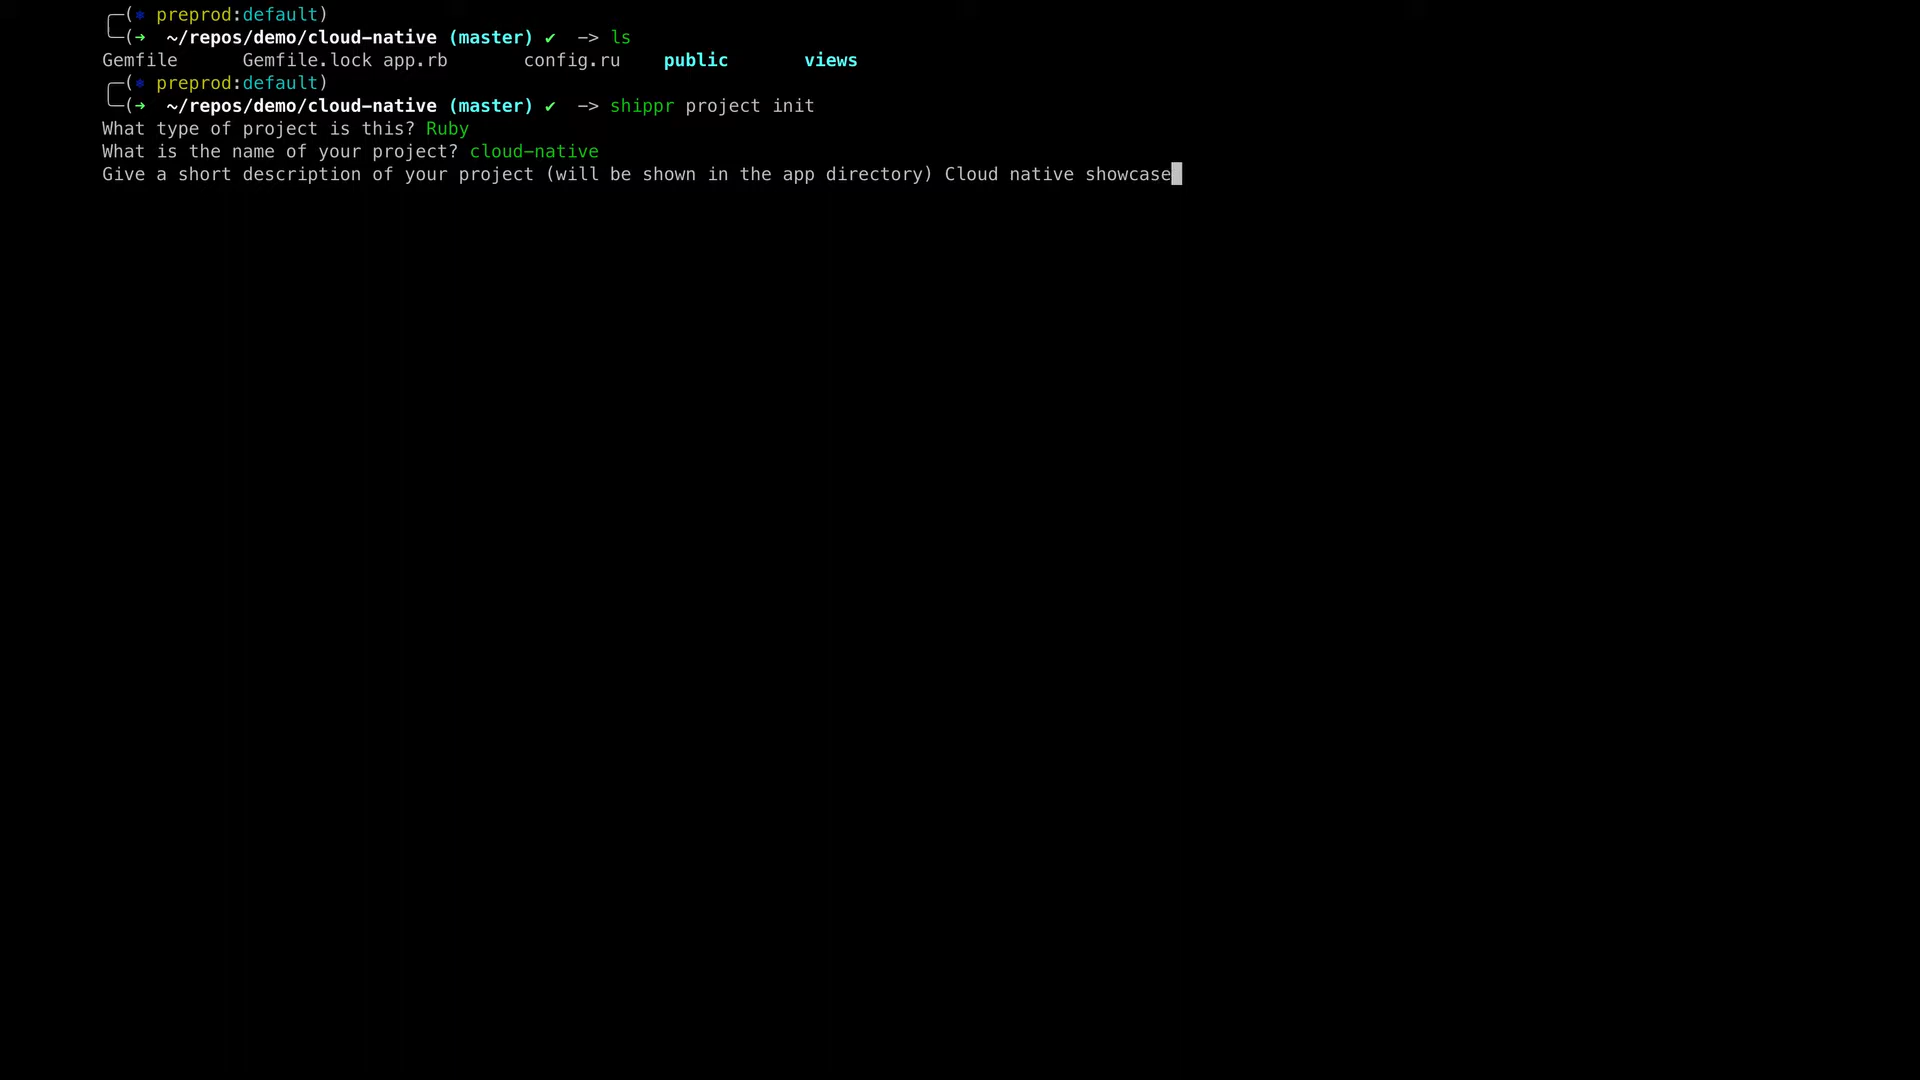 ╭─(⎈ preprod:default)
╰─(➜  ~/repos/demo/cloud-native (master) ✔  —> ls
Gemfile      Gemfile.lock app.rb       config.ru    public       views
╭─(⎈ preprod:default)
╰─(➜  ~/repos/demo/cloud-native (master) ✔  —> shippr project init
What type of project is this? Ruby
What is the name of your project? cloud-native
Give a short description of your project (will be shown in the app directory) Cloud native showcase